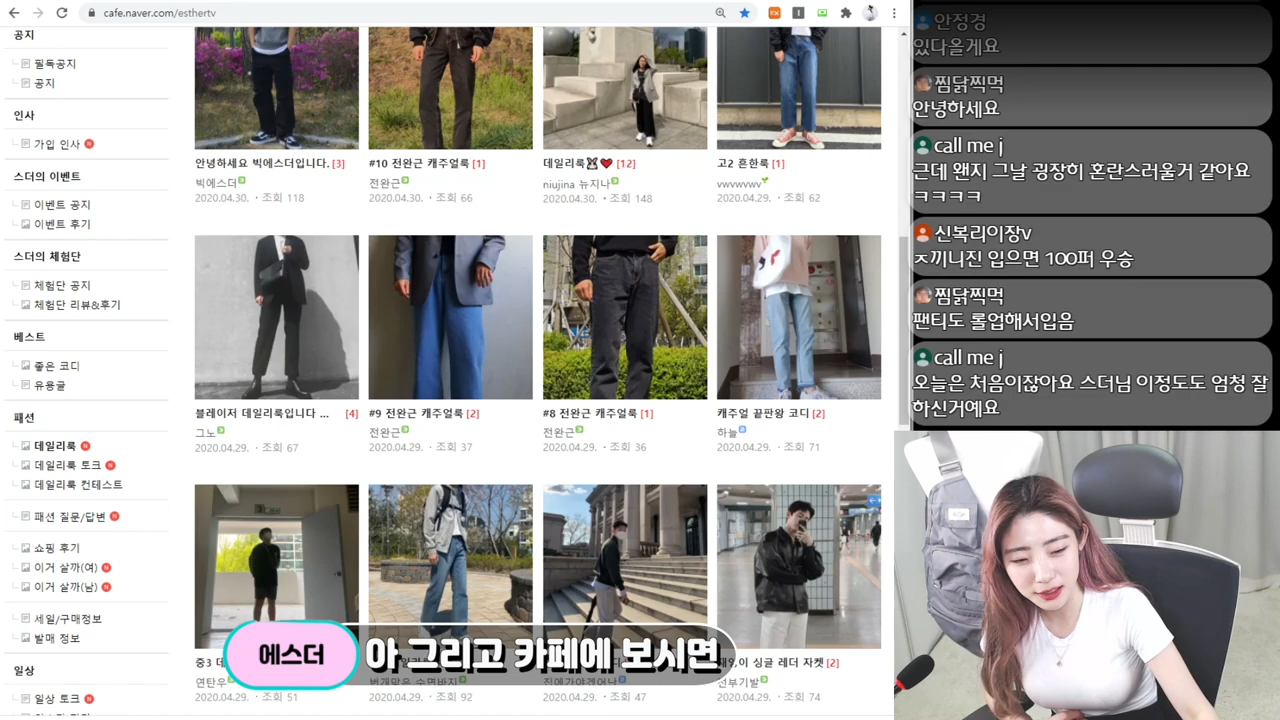 cafe.naver.com/esthertv
공지
필독공지
공지
인사
가입 인사 N
스더의 이벤트
이벤트 공지
이벤트 후기
스더의 체험단
체험단 공지
체험단 리뷰&후기
베스트
좋은 코디
유용글
패션
데일리룩 N
데일리룩 토크 N
데일리룩 컨테스트
패션 질문/답변 N
쇼핑 후기
이거 살까(여) N
이거 살까(남) N
세일/구매정보
발매 정보
일상
일상 토크 N
안녕하세요 빅에스더입니다. [3]
빅에스더
2020.04.30. · 조회 118
#10 전완근 캐주얼룩 [1]
전완근
2020.04.30. · 조회 66
데일리룩 [12]
niujina 뉴지나
2020.04.30. · 조회 148
고2 흔한룩 [1]
vwvwvwv
2020.04.29. · 조회 62
블레이저 데일리룩입니다 ... [4]
그노
2020.04.29. · 조회 67
#9 전완근 캐주얼룩 [2]
전완근
2020.04.29. · 조회 37
#8 전완근 캐주얼룩 [1]
전완근
2020.04.29. · 조회 36
캐주얼 끝판왕 코디 [2]
하늘
2020.04.29. · 조회 71
중3
연탄우
조회 51
2020.04.29. · 조회 92
2020.04.29. · 조회 47
싱글 레더 자켓 [2]
선부기발
2020.04.29. · 조회 74
에스더
아 그리고 카페에 보시면
안정경
있다올게요
찜닭찍먹
안녕하세요
call me j
근데 왠지 그날 굉장히 혼란스러울거 같아요
ㅋㅋㅋㅋ
신복리이장v
ㅈ끼니진 입으면 100퍼 우승
찜닭찍먹
팬티도 롤업해서입음
call me j
오늘은 처음이잖아요 스더님 이정도도 엄청 잘
하신거예요